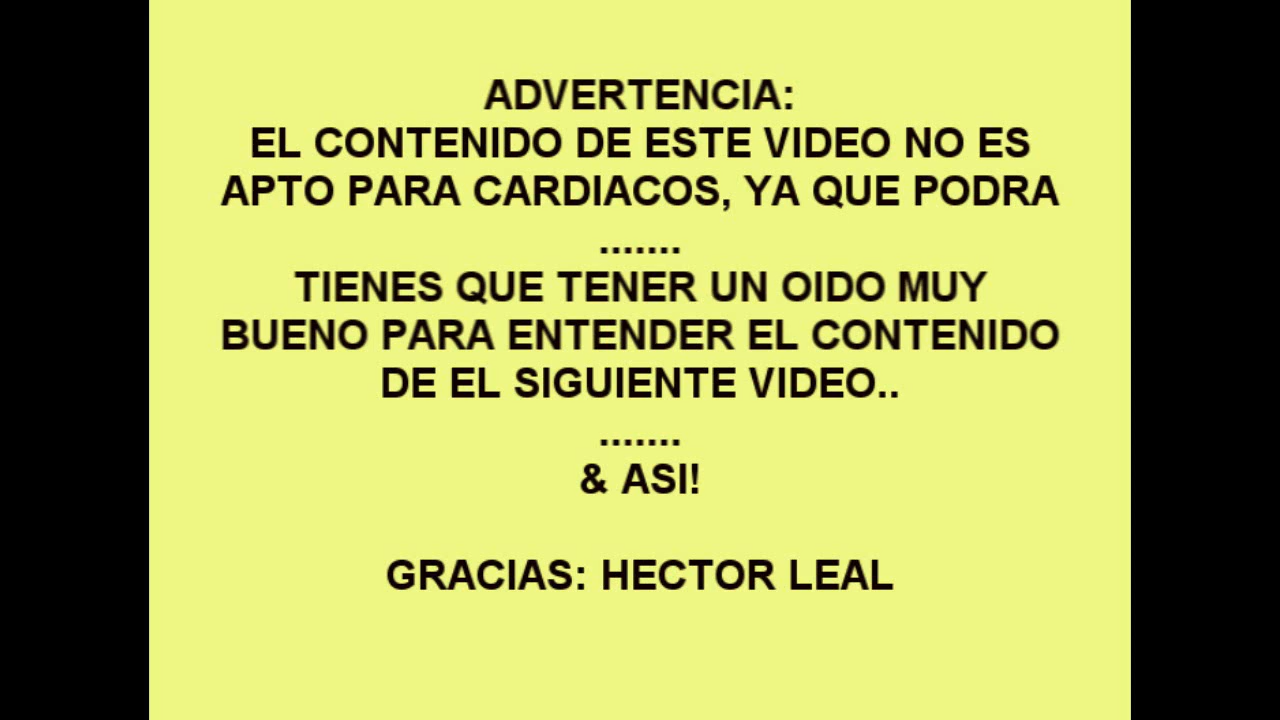 ADVERTENCIA:
EL CONTENIDO DE ESTE VIDEO NO ES
APTO PARA CARDIACOS, YA QUE PODRA
.......
TIENES QUE TENER UN OIDO MUY
BUENO PARA ENTENDER EL CONTENIDO
DE EL SIGUIENTE VIDEO..
.......
& ASI!
GRACIAS: HECTOR LEAL